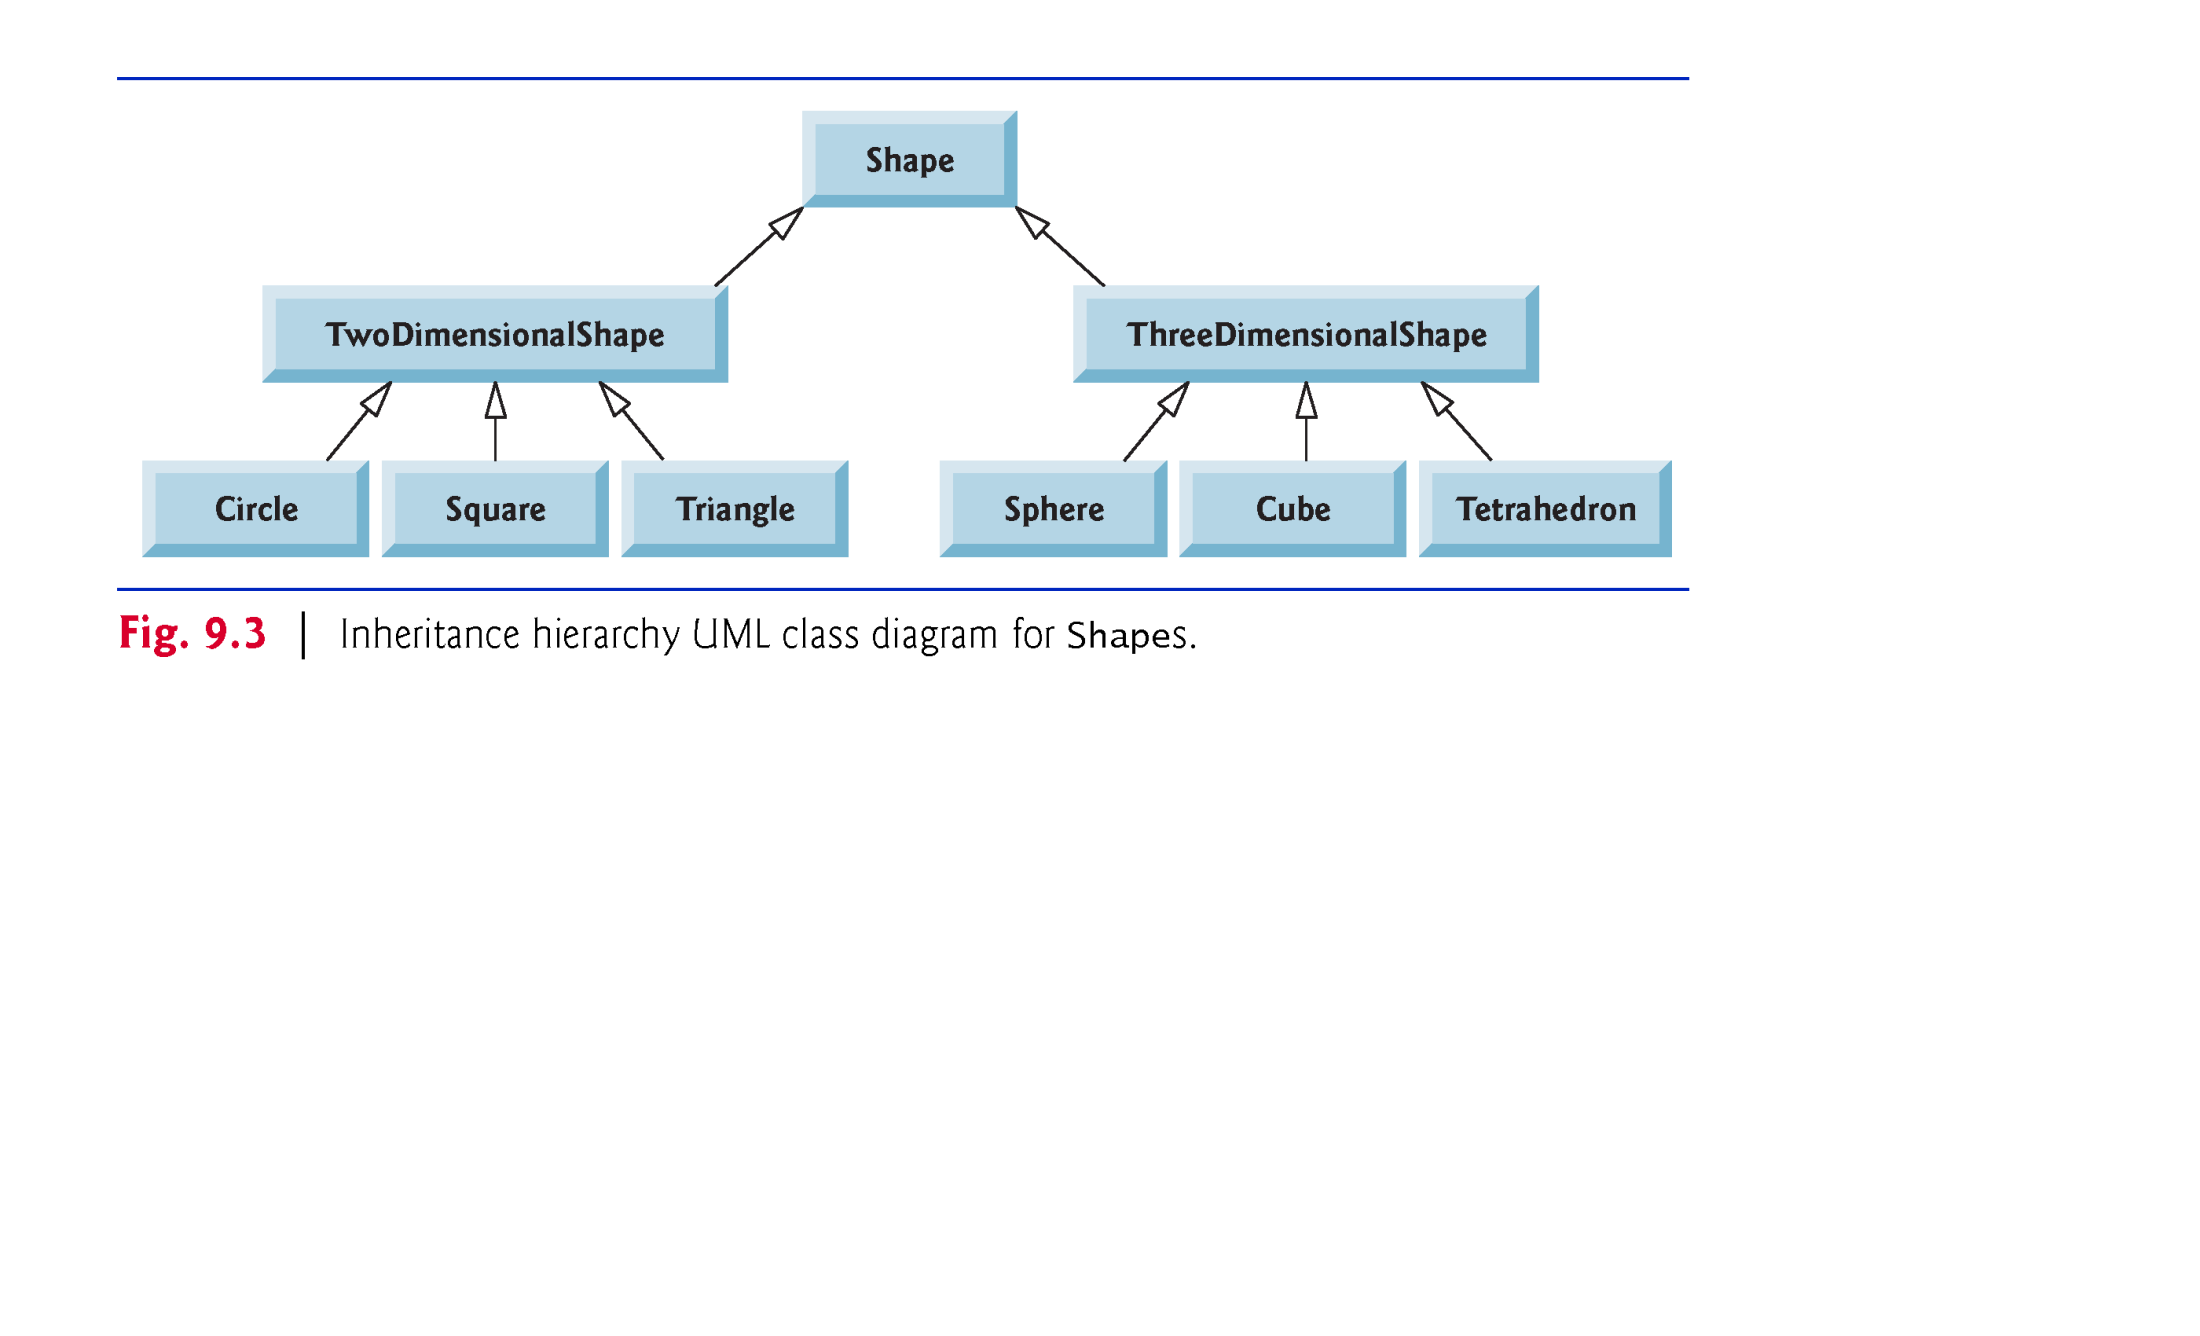 Shape
TwoDimensionalShape ThreeDimensionalShape
Circle Square Triangle Sphere Cube Tetrahedron
Fig. 9.3 | Inheritance hierarchy UML class diagram for Shapes.